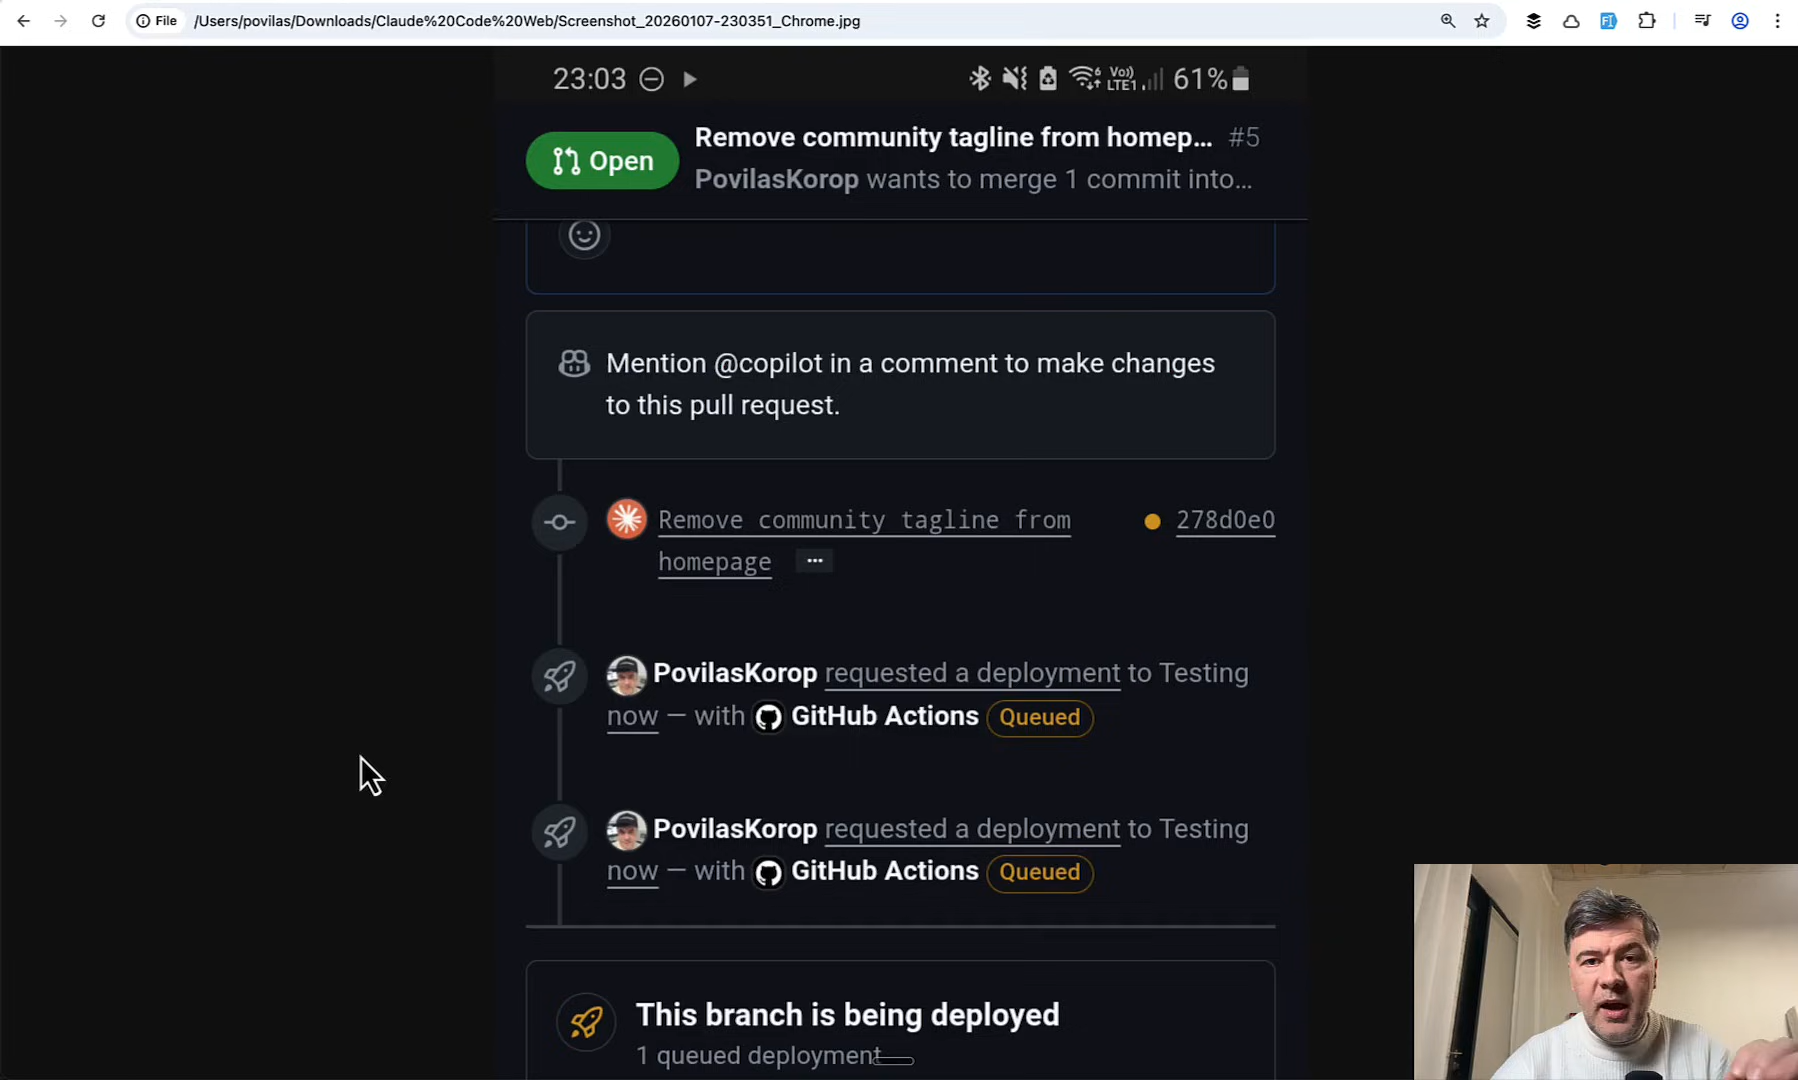 File
/Users/povilas/Downloads/Claude%20Code%20Web/Screenshot_20260107-230351_Chrome.jpg
23:03
Vo))
LTE1
6
61%
Open
Remove community tagline from homep... #5
PovilasKorop wants to merge 1 commit into...
Mention @copilot in a comment to make changes
to this pull request.
Remove community tagline from
homepage ...
278d0e0
PovilasKorop requested a deployment to Testing
now — with GitHub Actions Queued
PovilasKorop requested a deployment to Testing
now — with GitHub Actions Queued
This branch is being deployed
1 queued deployment